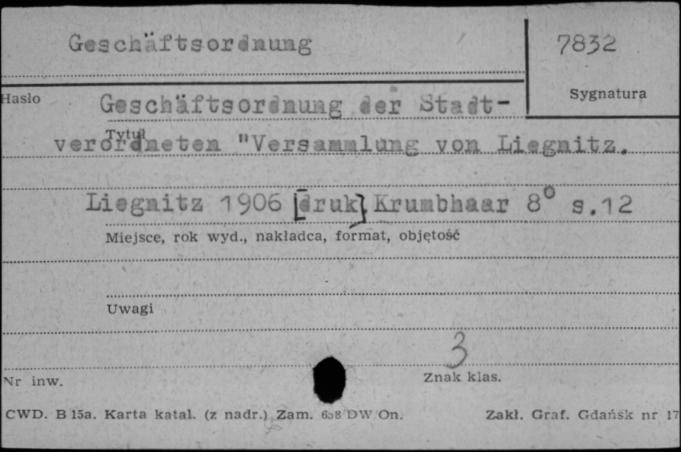 Geschäftsordnung
7832
Hasło
Sygnatura
Geschäftsordnung der Stadt-
Tytuł
verordneten "Versammlung von Liegnitz.
Liegnitz 1906 [druk] Krumbhaar 8° s.12
Miejsce, rok wyd., nakładca, format, objętość
Uwagi
3
Nr inw.
Znak klas.
CWD. B 15a. Karta katal. (z nadr.) Zam. DW On.
Zakł. Graf. Gdańsk nr 17